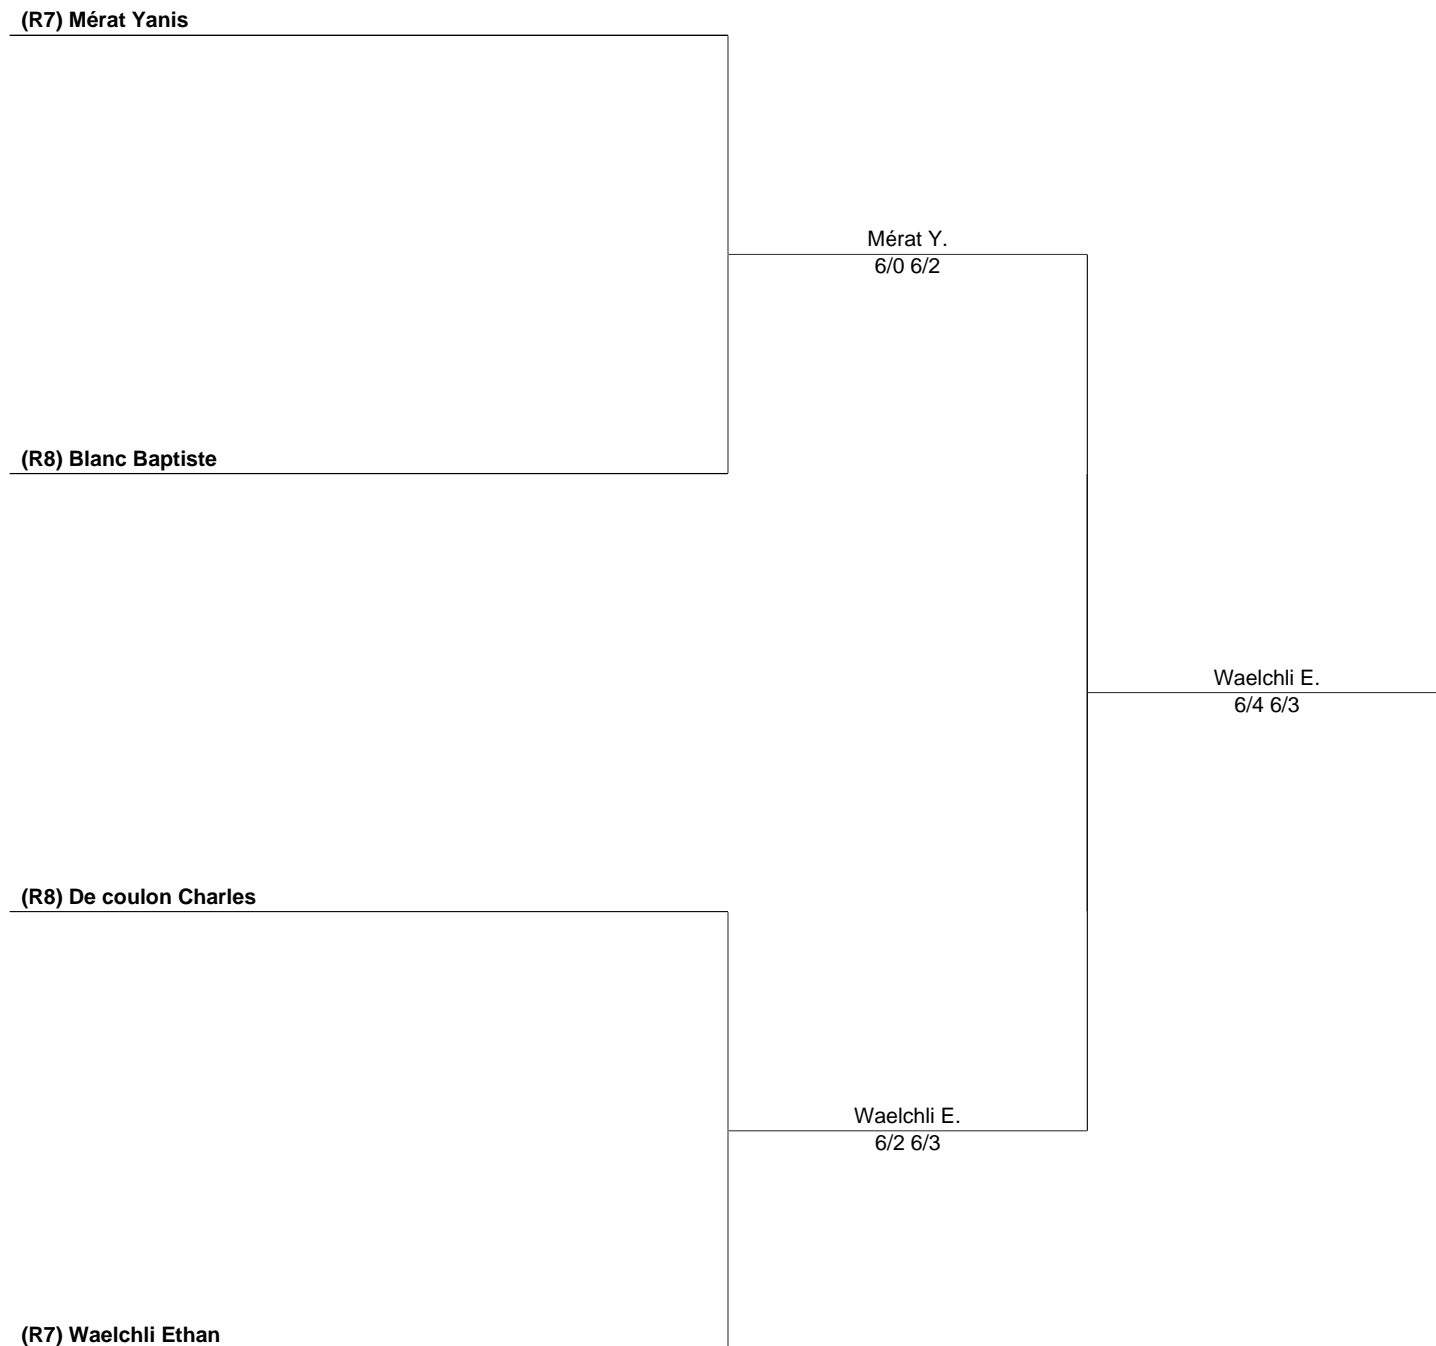 (R7) Mérat Yanis
Mérat Y.
6/0 6/2
(R8) Blanc Baptiste
Waelchli E.
6/4 6/3
(R8) De coulon Charles
Waelchli E.
6/2 6/3
(R7) Waelchli Ethan